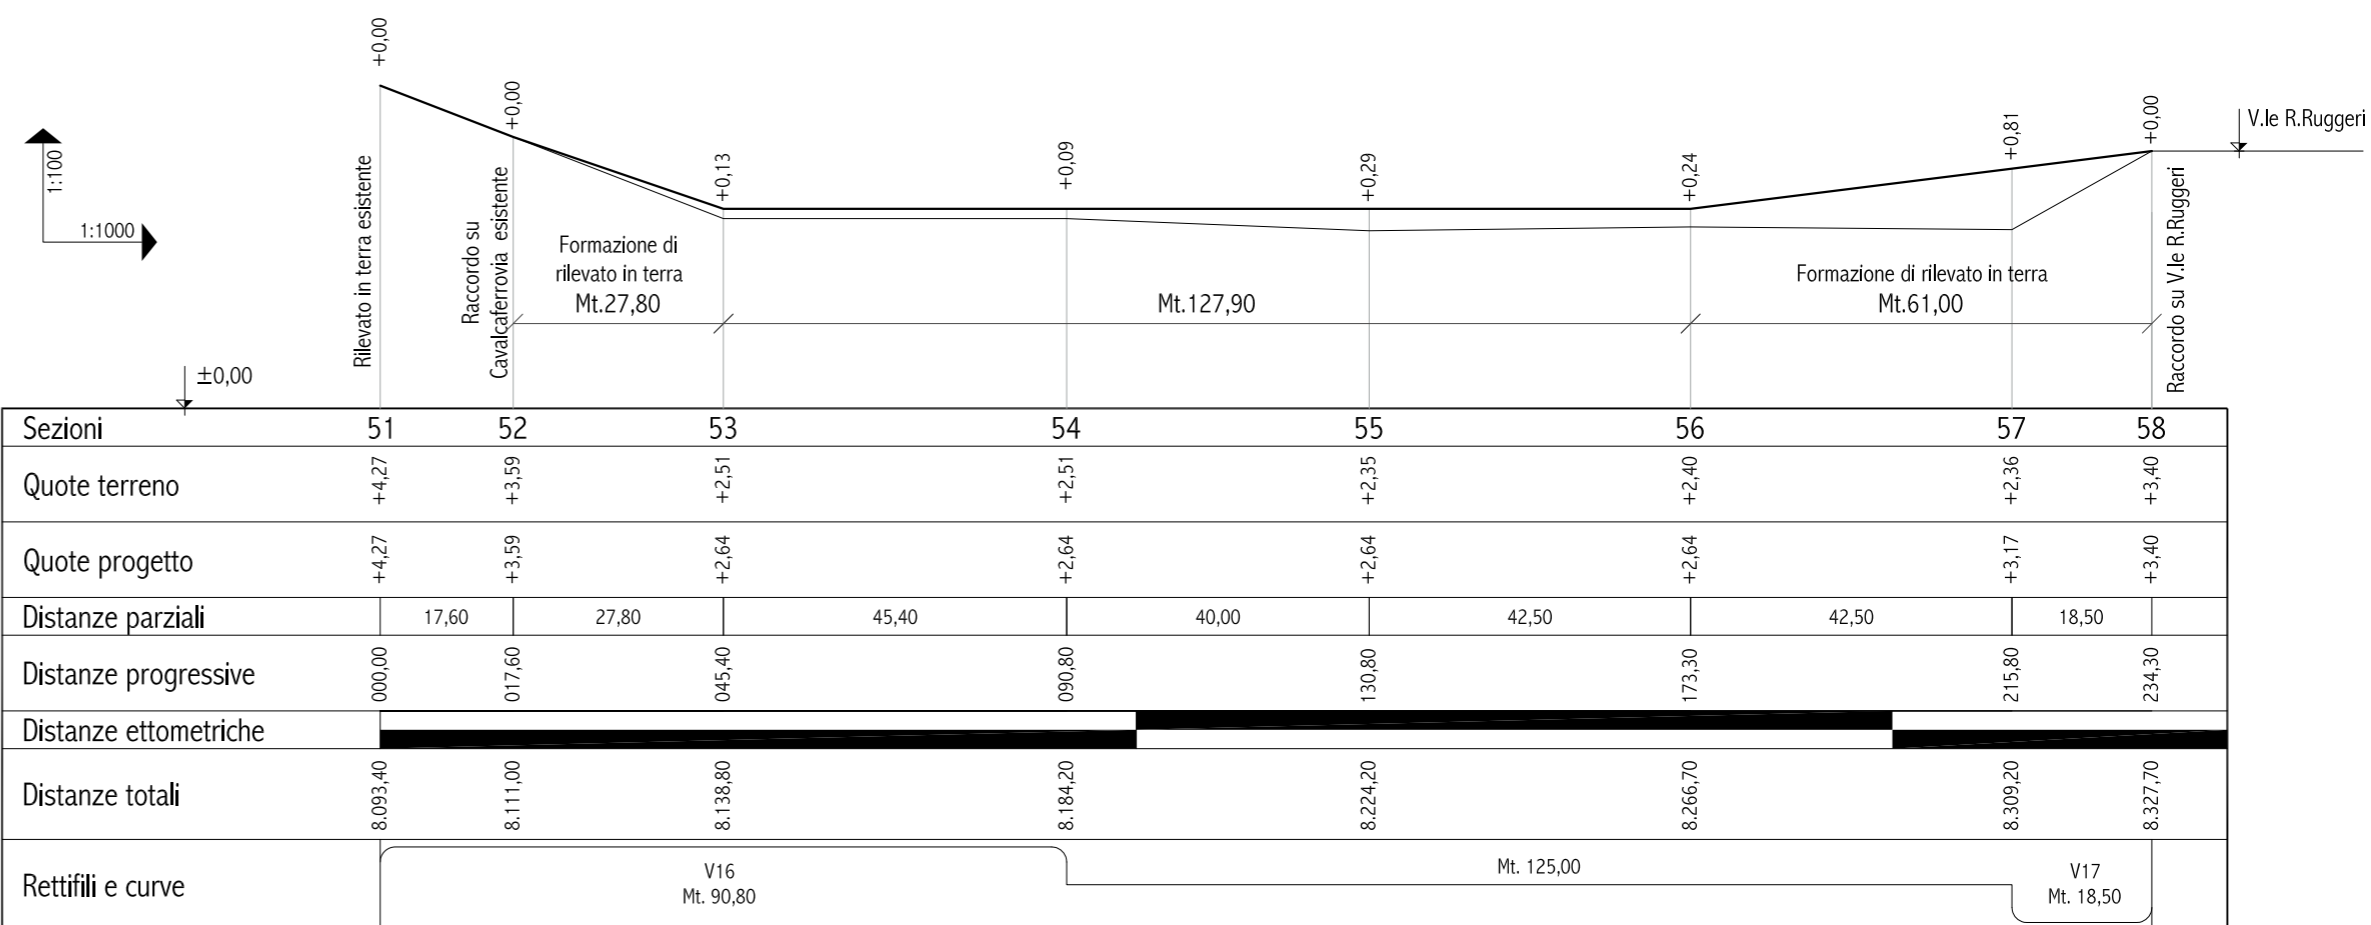 +0,00
+0,00
+0,13
+0,09
+0,29
+0,24
+0,81
+0,00
V.le R.Ruggeri
1:100
1:1000
Rilevato in terra esistente
Raccordo su
Cavalcaferrovia esistente
Formazione di
rilevato in terra
Mt.27,80
Mt.127,90
Formazione di rilevato in terra
Mt.61,00
Raccordo su V.le R.Ruggeri
±0,00
Sezioni 51 52 53 54 55 56 57 58
Quote terreno +4,27 +3,59 +2,51 +2,51 +2,35 +2,40 +2,36 +3,40
Quote progetto +4,27 +3,59 +2,64 +2,64 +2,64 +2,64 +3,17 +3,40
Distanze parziali 17,60 27,80 45,40 40,00 42,50 42,50 18,50
Distanze progressive 000,00 017,60 045,40 090,80 130,80 173,30 215,80 234,30
Distanze ettometriche
Distanze totali 8.093,40 8.111,00 8.138,80 8.184,20 8.224,20 8.266,70 8.309,20 8.327,70
Rettifili e curve
V16
Mt. 90,80
Mt. 125,00
V17
Mt. 18,50